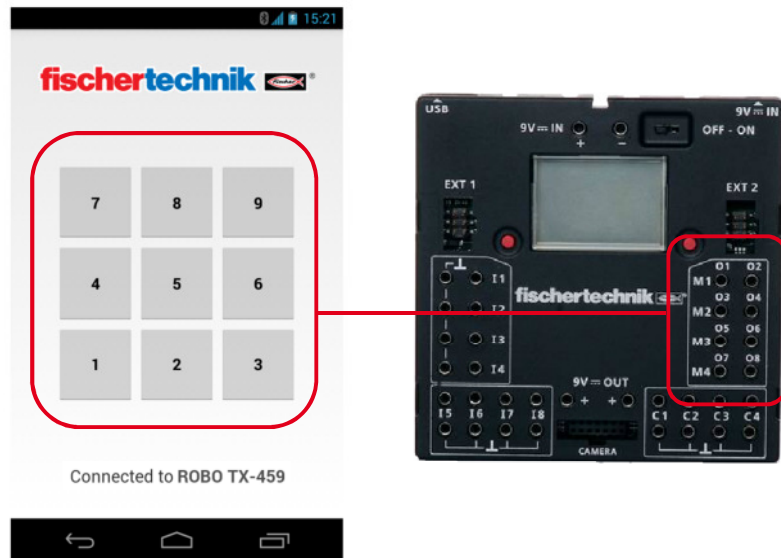 15:21
fischertechnik fischer ®
7 8 9
4 5 6
1 2 3
Connected to ROBO TX-459
USB
9V IN
9V IN
+ −
OFF - ON
EXT 1
EXT 2
I1
I2
I3
I4
fischertechnik
O1 O2
M1
O3 O4
M2
O5 O6
M3
O7 O8
M4
9V OUT
+ +
I5 I6 I7 I8
C1 C2 C3 C4
CAMERA